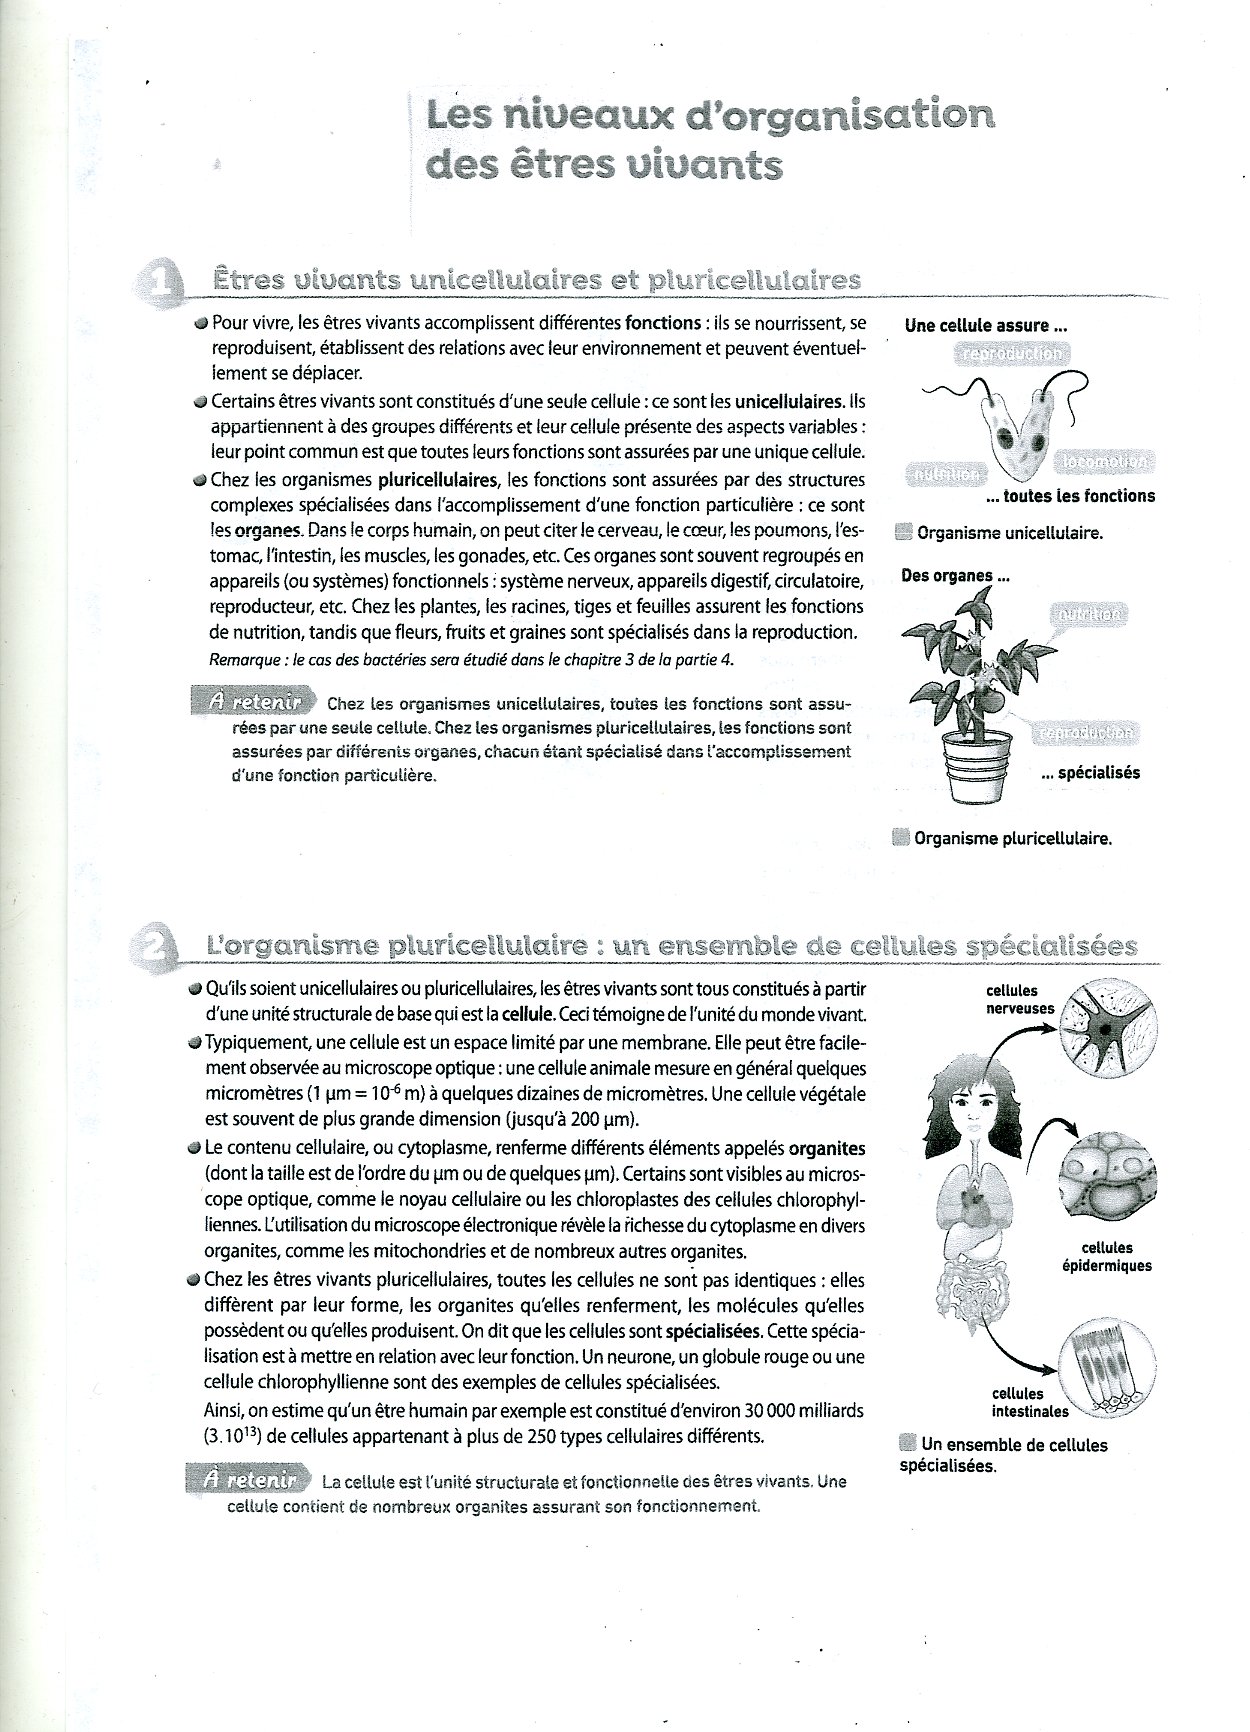 Les niveaux d'organisation
des êtres vivants
1 Êtres vivants unicellulaires et pluricellulaires
Pour vivre, les êtres vivants accomplissent différentes fonctions : ils se nourrissent, se
reproduisent, établissent des relations avec leur environnement et peuvent éventuel-
lement se déplacer.
Certains êtres vivants sont constitués d'une seule cellule : ce sont les unicellulaires. Ils
appartiennent à des groupes différents et leur cellule présente des aspects variables :
leur point commun est que toutes leurs fonctions sont assurées par une unique cellule.
Chez les organismes pluricellulaires, les fonctions sont assurées par des structures
complexes spécialisées dans l'accomplissement d'une fonction particulière : ce sont
les organes. Dans le corps humain, on peut citer le cerveau, le cœur, les poumons, l'es-
tomac, l'intestin, les muscles, les gonades, etc. Ces organes sont souvent regroupés en
appareils (ou systèmes) fonctionnels : système nerveux, appareils digestif, circulatoire,
reproducteur, etc. Chez les plantes, les racines, tiges et feuilles assurent les fonctions
de nutrition, tandis que fleurs, fruits et graines sont spécialisés dans la reproduction.
Remarque : le cas des bactéries sera étudié dans le chapitre 3 de la partie 4.
À retenir Chez les organismes unicellulaires, toutes les fonctions sont assu-
rées par une seule cellule. Chez les organismes pluricellulaires, les fonctions sont
assurées par différents organes, chacun étant spécialisé dans l'accomplissement
d'une fonction particulière.
Une cellule assure ...
reproduction
nutrition
locomotion
... toutes les fonctions
Organisme unicellulaire.
Des organes ...
nutrition
reproduction
... spécialisés
Organisme pluricellulaire.
2 L'organisme pluricellulaire : un ensemble de cellules spécialisées
Qu'ils soient unicellulaires ou pluricellulaires, les êtres vivants sont tous constitués à partir
d'une unité structurale de base qui est la cellule. Ceci témoigne de l'unité du monde vivant.
Typiquement, une cellule est un espace limité par une membrane. Elle peut être facile-
ment observée au microscope optique : une cellule animale mesure en général quelques
micromètres (1 µm = 10⁻⁶ m) à quelques dizaines de micromètres. Une cellule végétale
est souvent de plus grande dimension (jusqu'à 200 µm).
Le contenu cellulaire, ou cytoplasme, renferme différents éléments appelés organites
(dont la taille est de l'ordre du µm ou de quelques µm). Certains sont visibles au micros-
cope optique, comme le noyau cellulaire ou les chloroplastes des cellules chlorophyl-
liennes. L'utilisation du microscope électronique révèle la richesse du cytoplasme en divers
organites, comme les mitochondries et de nombreux autres organites.
Chez les êtres vivants pluricellulaires, toutes les cellules ne sont pas identiques : elles
diffèrent par leur forme, les organites qu'elles renferment, les molécules qu'elles
possèdent ou qu'elles produisent. On dit que les cellules sont spécialisées. Cette spécia-
lisation est à mettre en relation avec leur fonction. Un neurone, un globule rouge ou une
cellule chlorophyllienne sont des exemples de cellules spécialisées.
Ainsi, on estime qu'un être humain par exemple est constitué d'environ 30 000 milliards
(3.10¹³) de cellules appartenant à plus de 250 types cellulaires différents.
À retenir La cellule est l'unité structurale et fonctionnelle des êtres vivants. Une
cellule contient de nombreux organites assurant son fonctionnement.
cellules
nerveuses
cellules
épidermiques
cellules
intestinales
Un ensemble de cellules
spécialisées.